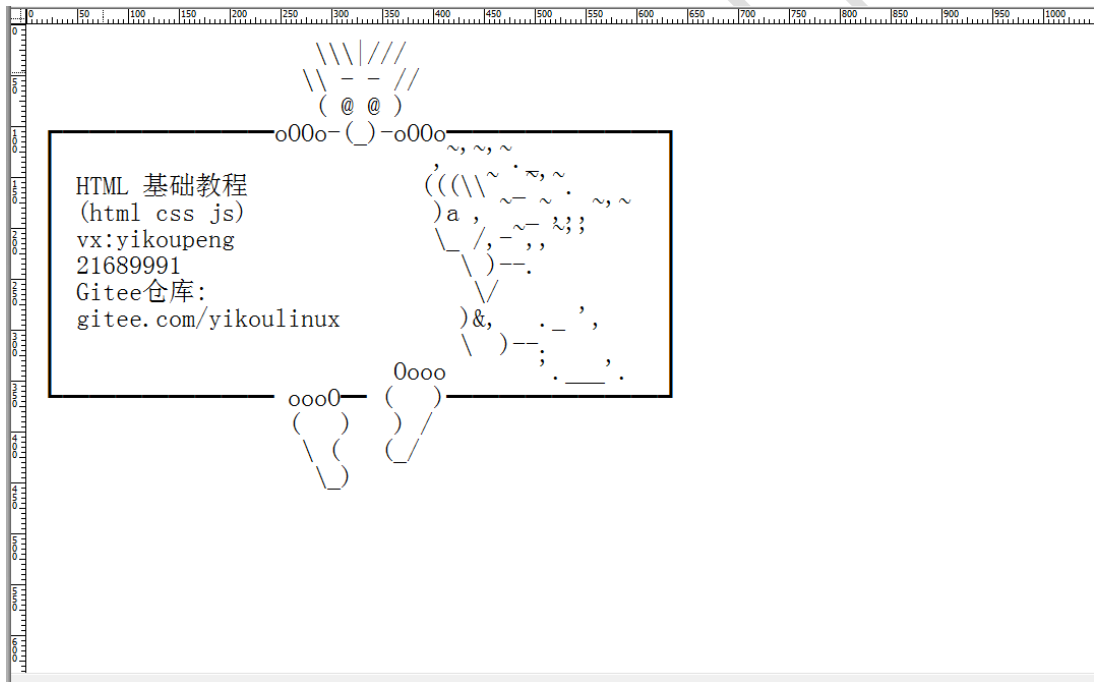 HTML 基础教程
(html css js)
vx:yikoupeng
21689991
Gitee仓库:
gitee.com/yikoulinux